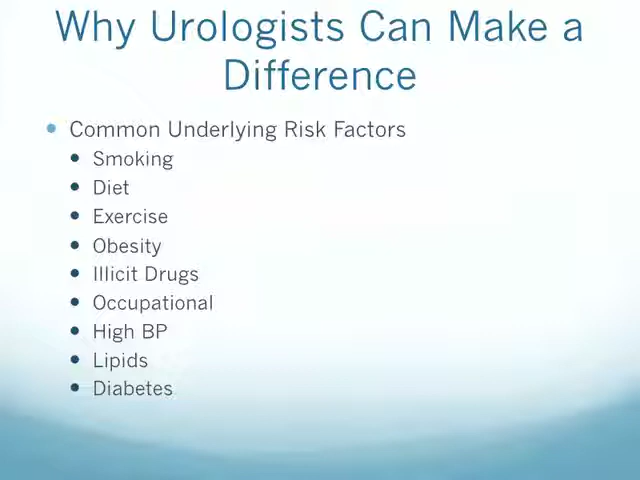 Why Urologists Can Make a
Difference
Common Underlying Risk Factors
Smoking
Diet
Exercise
Obesity
Illicit Drugs
Occupational
High BP
Lipids
Diabetes